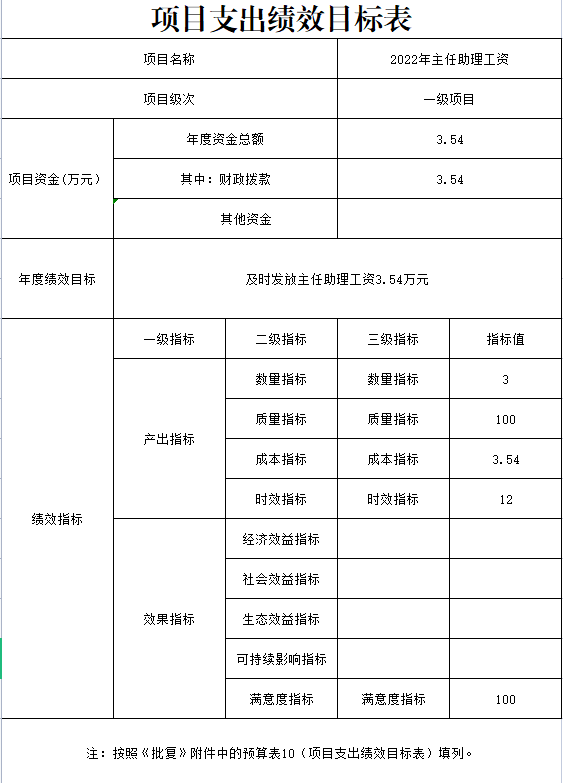 项目支出绩效目标表
项目名称 2022年主任助理工资
项目级次 一级项目
项目资金(万元) 年度资金总额 3.54
其中：财政拨款 3.54
其他资金
年度绩效目标 及时发放主任助理工资3.54万元
绩效指标 一级指标 二级指标 三级指标 指标值
产出指标 数量指标 数量指标 3
质量指标 质量指标 100
成本指标 成本指标 3.54
时效指标 时效指标 12
效果指标 经济效益指标
社会效益指标
生态效益指标
可持续影响指标
满意度指标 满意度指标 100
注：按照《批复》附件中的预算表10（项目支出绩效目标表）填列。